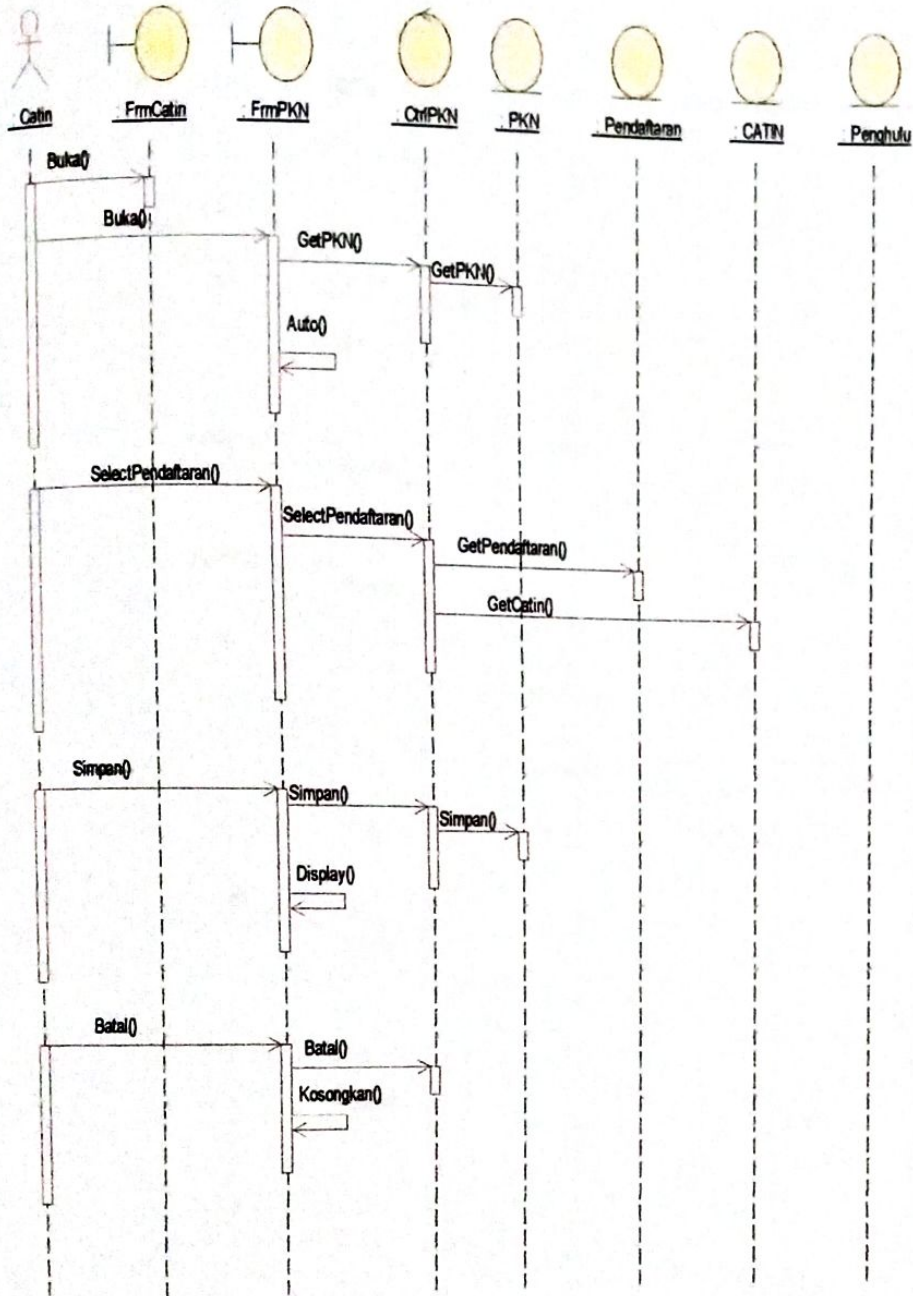 : Catin
: FrmCatin
: FrmPKN
: CtrlPKN
: PKN
: Pendaftaran
: CATIN
: Penghulu
Buka()
Buka()
GetPKN()
GetPKN()
Auto()
SelectPendaftaran()
SelectPendaftaran()
GetPendaftaran()
GetCatin()
Simpan()
Simpan()
Simpan()
Display()
Batal()
Batal()
Kosongkan()